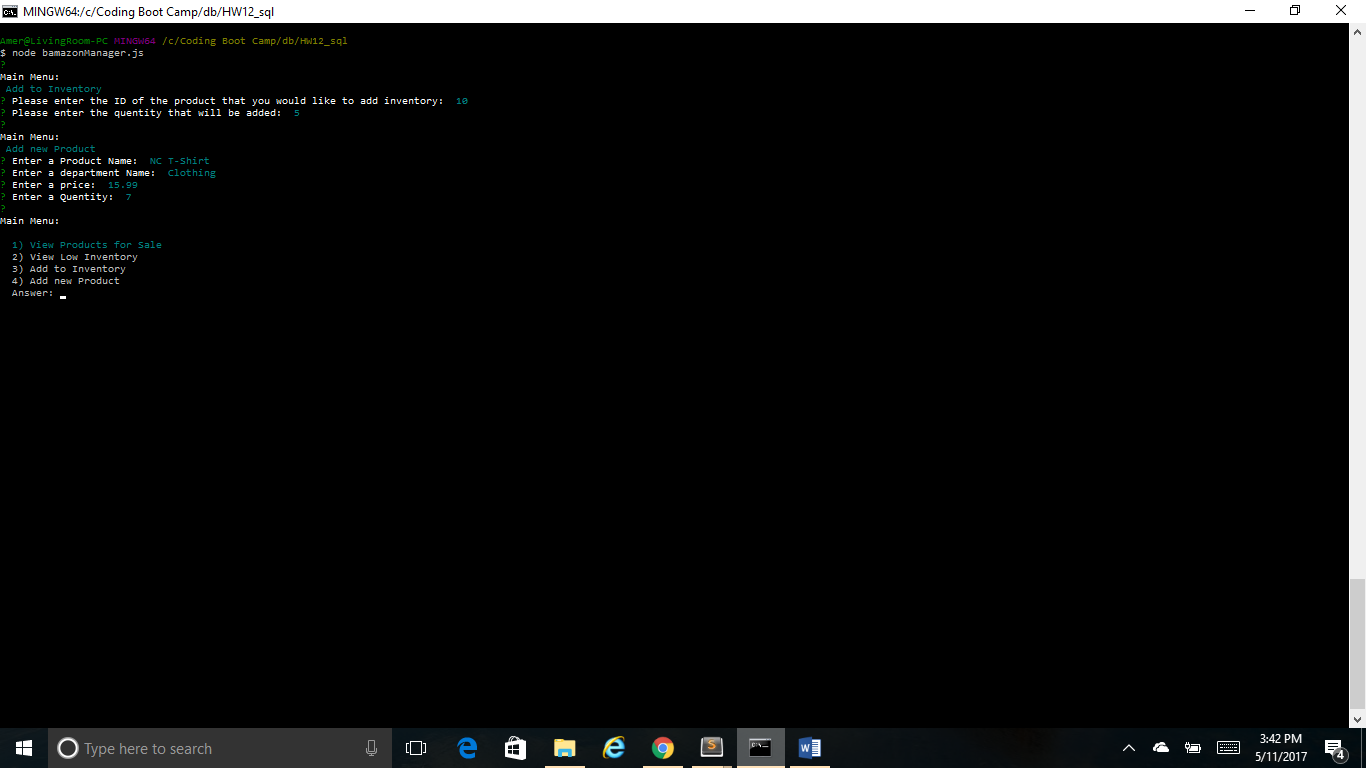 MINGW64:/c/Coding Boot Camp/db/HW12_sql
Amer@LivingRoom-PC MINGW64 /c/Coding Boot Camp/db/HW12_sql
$ node bamazonManager.js
?
Main Menu:
Add to Inventory
? Please enter the ID of the product that you would like to add inventory: 10
? Please enter the quentity that will be added: 5
?
Main Menu:
Add new Product
? Enter a Product Name: NC T-Shirt
? Enter a department Name: Clothing
? Enter a price: 15.99
? Enter a Quentity: 7
?
Main Menu:
1) View Products for Sale
2) View Low Inventory
3) Add to Inventory
4) Add new Product
Answer:
Type here to search
3:42 PM
5/11/2017
4